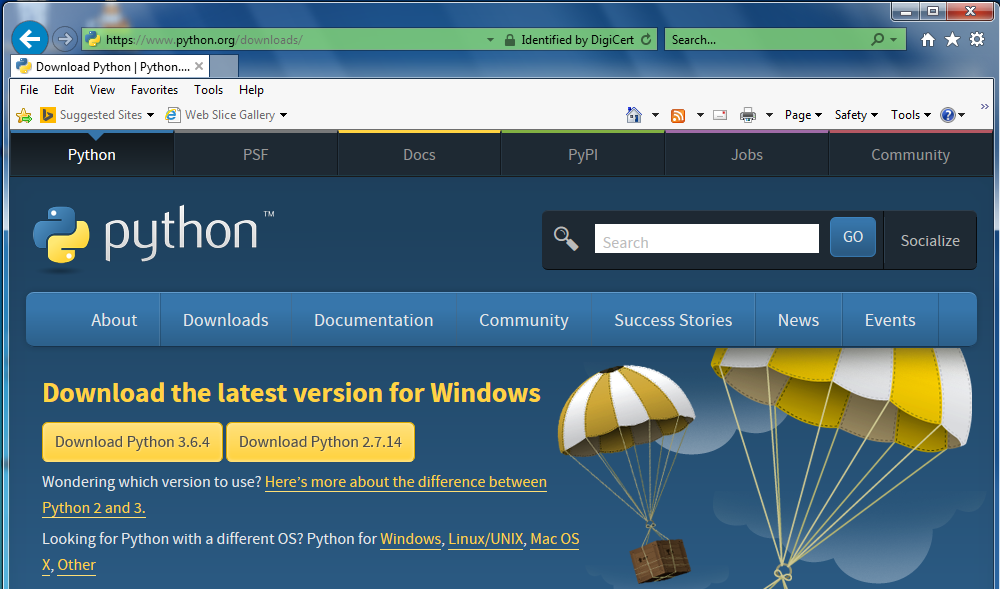 https://www.python.org/downloads/
Identified by DigiCert
Search...
Download Python | Python....
File Edit View Favorites Tools Help
Suggested Sites Web Slice Gallery Page Safety Tools
Python PSF Docs PyPI Jobs Community
python™
Search
GO
Socialize
About Downloads Documentation Community Success Stories News Events
Download the latest version for Windows
Download Python 3.6.4 Download Python 2.7.14
Wondering which version to use? Here's more about the difference between
Python 2 and 3.
Looking for Python with a different OS? Python for Windows, Linux/UNIX, Mac OS
X, Other